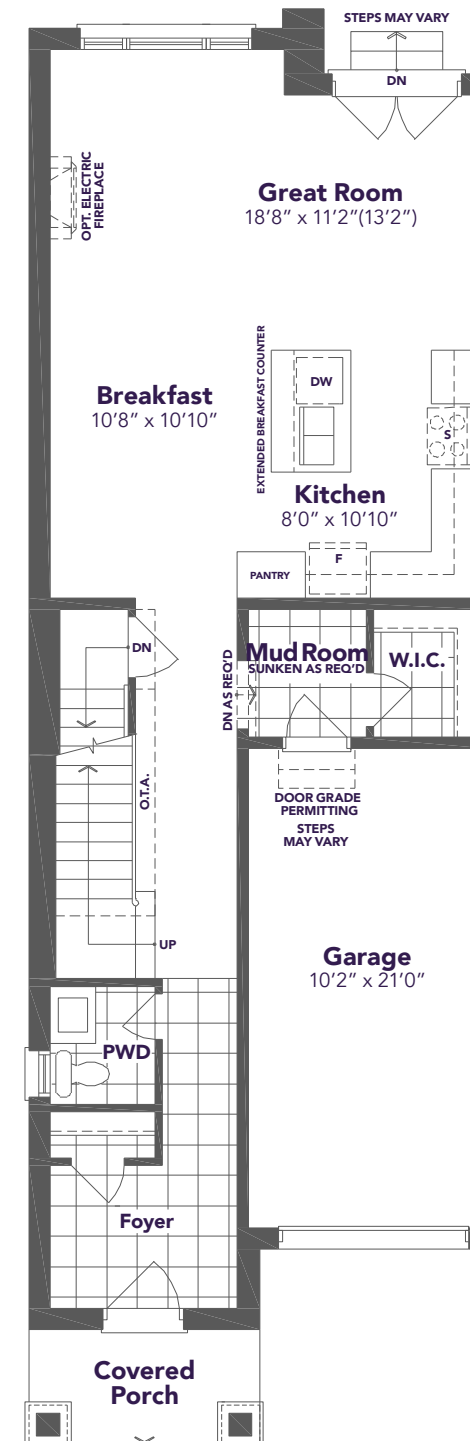 STEPS MAY VARY
DN
OPT. ELECTRIC
FIREPLACE
Great Room
18’8” x 11’2”(13’2”)
EXTENDED BREAKFAST COUNTER
DW
Breakfast
10’8” x 10’10”
S
Kitchen
8’0” x 10’10”
F
PANTRY
DN
Mud Room
SUNKEN AS REQ’D
W.I.C.
DN AS REQ’D
O.T.A.
DOOR GRADE
PERMITTING
STEPS
MAY VARY
UP
Garage
10’2” x 21’0”
PWD
Foyer
Covered
Porch